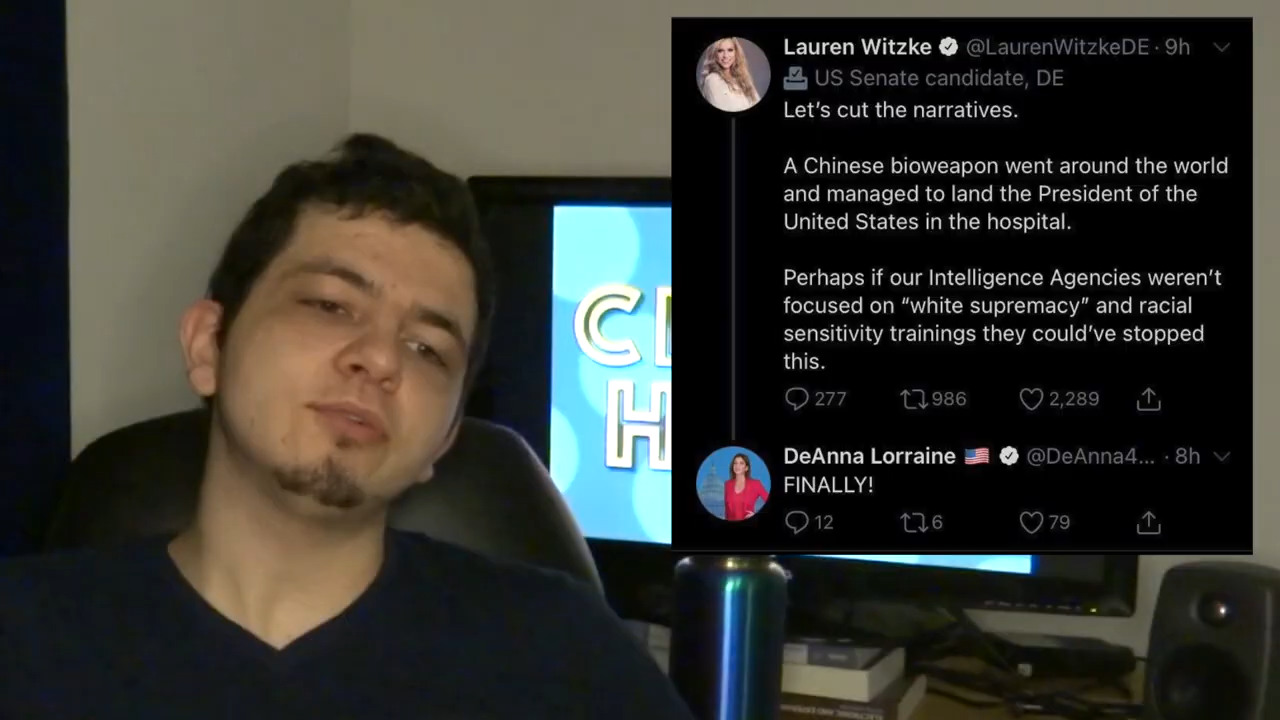 Lauren Witzke @LaurenWitzkeDE · 9h
US Senate candidate, DE
Let’s cut the narratives.
A Chinese bioweapon went around the world
and managed to land the President of the
United States in the hospital.
Perhaps if our Intelligence Agencies weren’t
focused on “white supremacy” and racial
sensitivity trainings they could’ve stopped
this.
277 986 2,289
DeAnna Lorraine 🇺🇸 @DeAnna4... · 8h
FINALLY!
12 6 79
C
H